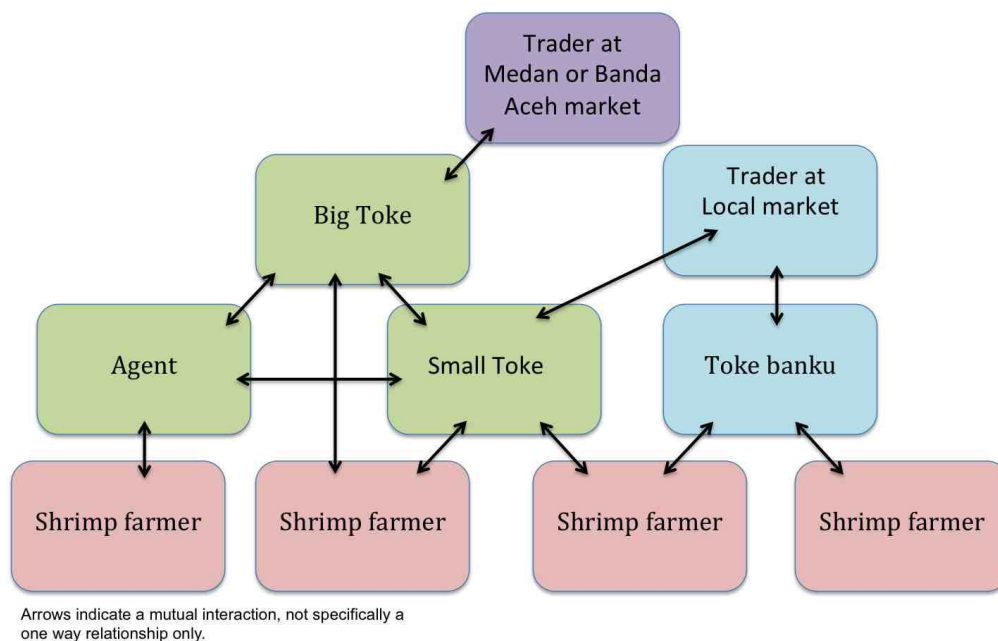 Trader at
Medan or Banda
Aceh market
Trader at
Local market
Big Toke
Agent
Small Toke
Toke banku
Shrimp farmer
Shrimp farmer
Shrimp farmer
Shrimp farmer
Arrows indicate a mutual interaction, not specifically a
one way relationship only.